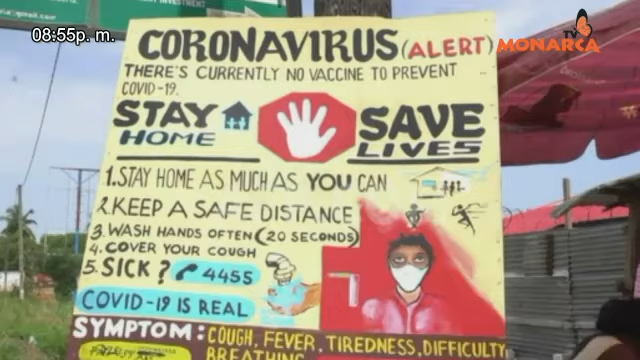 08:55p. m.
TV
MONARCA
CORONAVIRUS (ALERT)
THERE'S CURRENTLY NO VACCINE TO PREVENT
COVID-19.
STAY
HOME
SAVE
LIVES
1. STAY HOME AS MUCH AS YOU CAN
2. KEEP A SAFE DISTANCE
3. WASH HANDS OFTEN (20 SECONDS)
4. COVER YOUR COUGH
5. SICK? 4455
COVID-19 IS REAL
SYMPTOM: COUGH, FEVER, TIREDNESS, DIFFICULTY
BREATHING